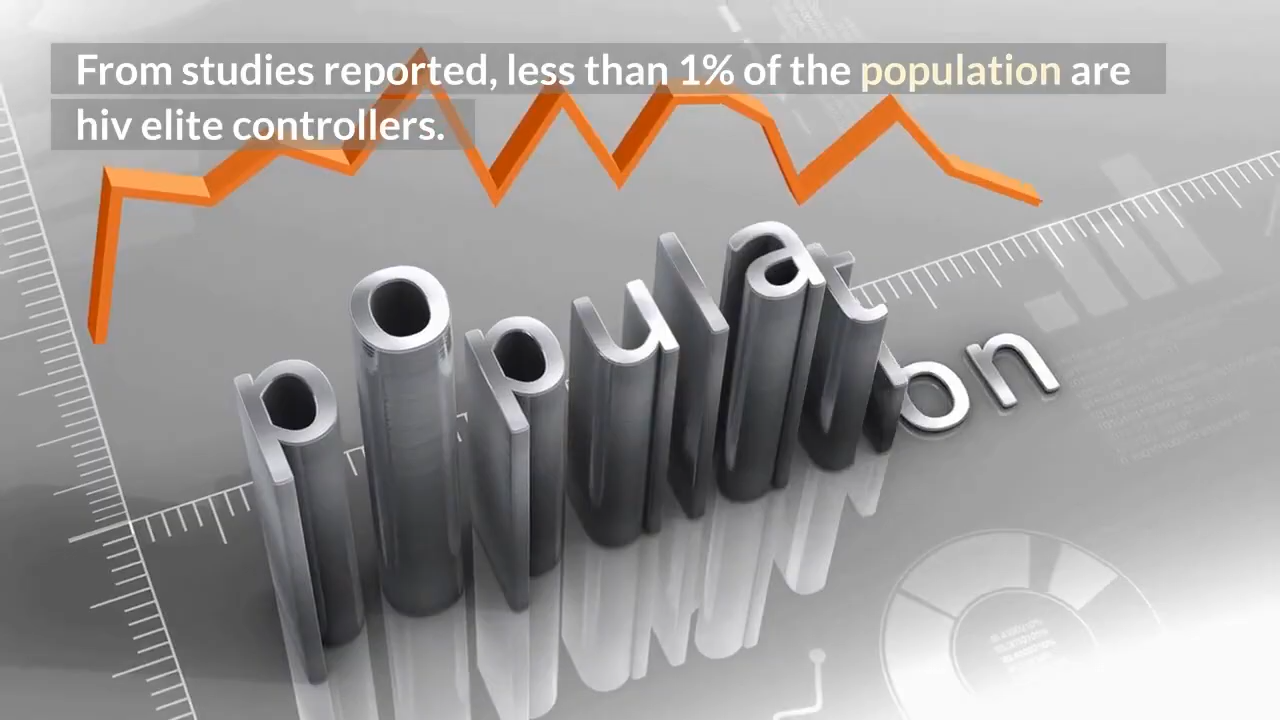 From studies reported, less than 1% of the population are
hiv elite controllers.
population